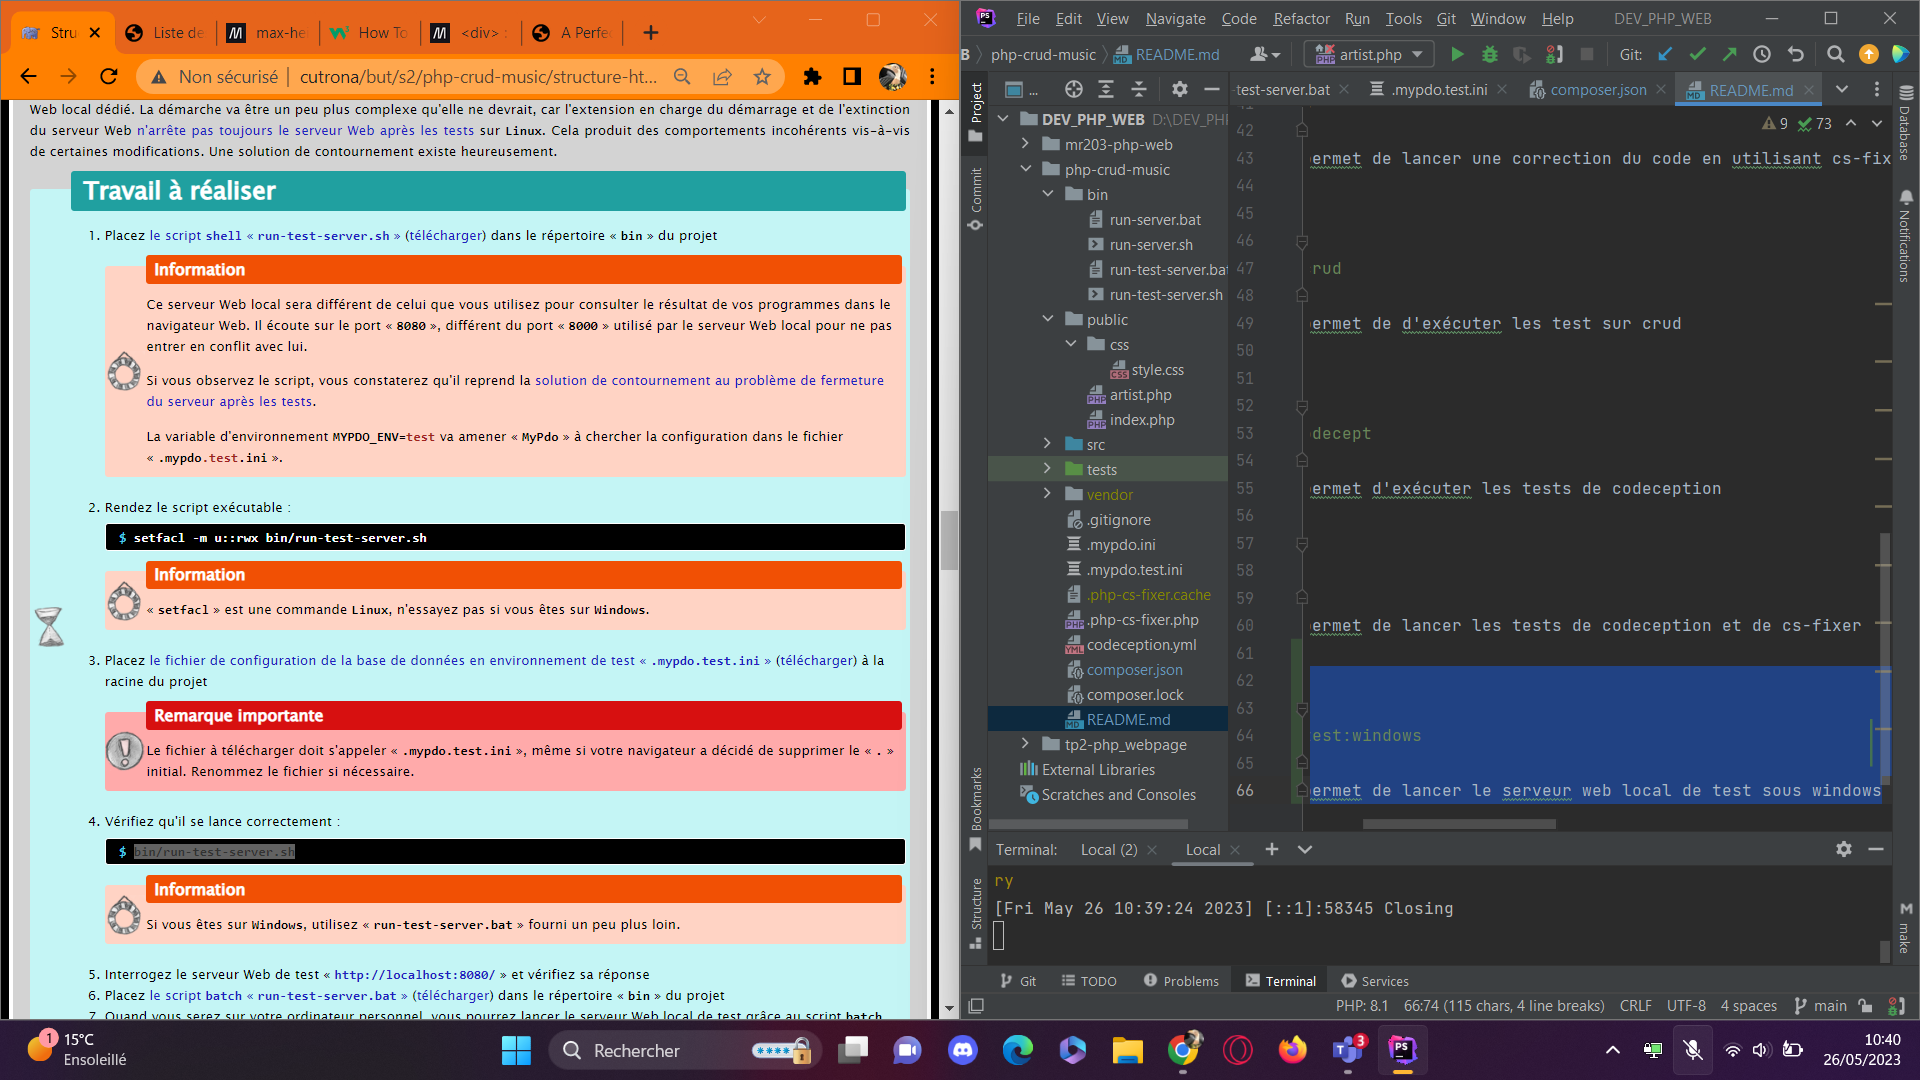 Stru
Liste de
max-he
How To
<div>
A Perfe
Non sécurisé
cutrona/but/s2/php-crud-music/structure-ht...
Web local dédié. La démarche va être un peu plus complexe qu'elle ne devrait, car l'extension en charge du démarrage et de l'extinction
du serveur Web n'arrête pas toujours le serveur Web après les tests sur Linux. Cela produit des comportements incohérents vis-à-vis
de certaines modifications. Une solution de contournement existe heureusement.
Travail à réaliser
1. Placez le script shell « run-test-server.sh » (télécharger) dans le répertoire « bin » du projet
Information
Ce serveur Web local sera différent de celui que vous utilisez pour consulter le résultat de vos programmes dans le
navigateur Web. Il écoute sur le port « 8080 », différent du port « 8000 » utilisé par le serveur Web local pour ne pas
entrer en conflit avec lui.
Si vous observez le script, vous constaterez qu'il reprend la solution de contournement au problème de fermeture
du serveur après les tests.
La variable d'environnement MYPDO_ENV=test va amener « MyPdo » à chercher la configuration dans le fichier
« .mypdo.test.ini ».
2. Rendez le script exécutable :
$ setfacl -m u::rwx bin/run-test-server.sh
Information
« setfacl » est une commande Linux, n'essayez pas si vous êtes sur Windows.
3. Placez le fichier de configuration de la base de données en environnement de test « .mypdo.test.ini » (télécharger) à la
racine du projet
Remarque importante
Le fichier à télécharger doit s'appeler « .mypdo.test.ini », même si votre navigateur a décidé de supprimer le « . »
initial. Renommez le fichier si nécessaire.
4. Vérifiez qu'il se lance correctement :
$ bin/run-test-server.sh
Information
Si vous êtes sur Windows, utilisez « run-test-server.bat » fourni un peu plus loin.
5. Interrogez le serveur Web de test « http://localhost:8080/ » et vérifiez sa réponse
6. Placez le script batch « run-test-server.bat » (télécharger) dans le répertoire « bin » du projet
7. Quand vous serez sur votre ordinateur personnel, vous pourrez lancer le serveur Web local de test grâce au script batch
File Edit View Navigate Code Refactor Run Tools Git Window Help DEV_PHP_WEB
B php-crud-music README.md artist.php Git:
-test-server.bat .mypdo.test.ini composer.json README.md
Project
Commit
Bookmarks
Structure
...
DEV_PHP_WEB D:\DEV_PHI
mr203-php-web
php-crud-music
bin
run-server.bat
run-server.sh
run-test-server.ba
run-test-server.sh
public
css
style.css
artist.php
index.php
src
tests
vendor
.gitignore
.mypdo.ini
.mypdo.test.ini
.php-cs-fixer.cache
.php-cs-fixer.php
codeception.yml
composer.json
composer.lock
README.md
tp2-php_webpage
External Libraries
Scratches and Consoles
9 73
42
43 permet de lancer une correction du code en utilisant cs-fix
44
45
46
47 rud
48
49 permet de d'exécuter les test sur crud
50
51
52
53 decept
54
55 permet d'exécuter les tests de codeception
56
57
58
59
60 permet de lancer les tests de codeception et de cs-fixer
61
62
63
64 est:windows
65
66 permet de lancer le serveur web local de test sous windows
Database
Notifications
make
Terminal: Local (2) Local
ry
[Fri May 26 10:39:24 2023] [::1]:58345 Closing
Git TODO Problems Terminal Services
PHP: 8.1 66:74 (115 chars, 4 line breaks) CRLF UTF-8 4 spaces main
1
15°C
Ensoleillé
Rechercher
3
10:40
26/05/2023